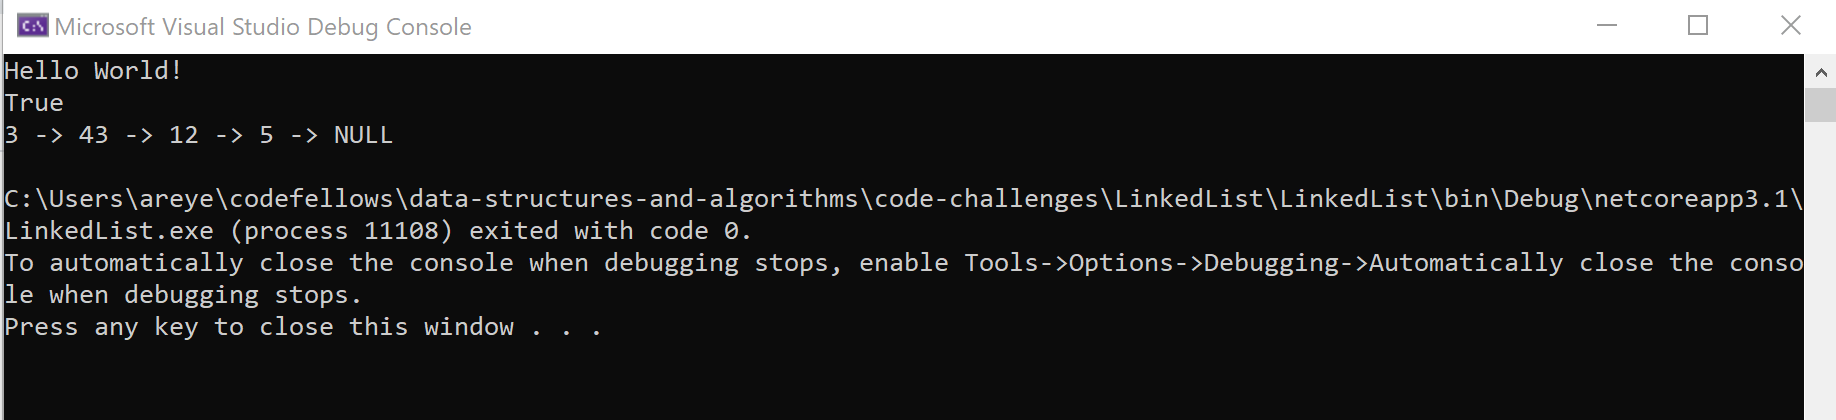 C:\
Microsoft Visual Studio Debug Console
Hello World!
True
3 -> 43 -> 12 -> 5 -> NULL
C:\Users\areye\codefellows\data-structures-and-algorithms\code-challenges\LinkedList\LinkedList\bin\Debug\netcoreapp3.1\
LinkedList.exe (process 11108) exited with code 0.
To automatically close the console when debugging stops, enable Tools->Options->Debugging->Automatically close the conso
le when debugging stops.
Press any key to close this window . . .